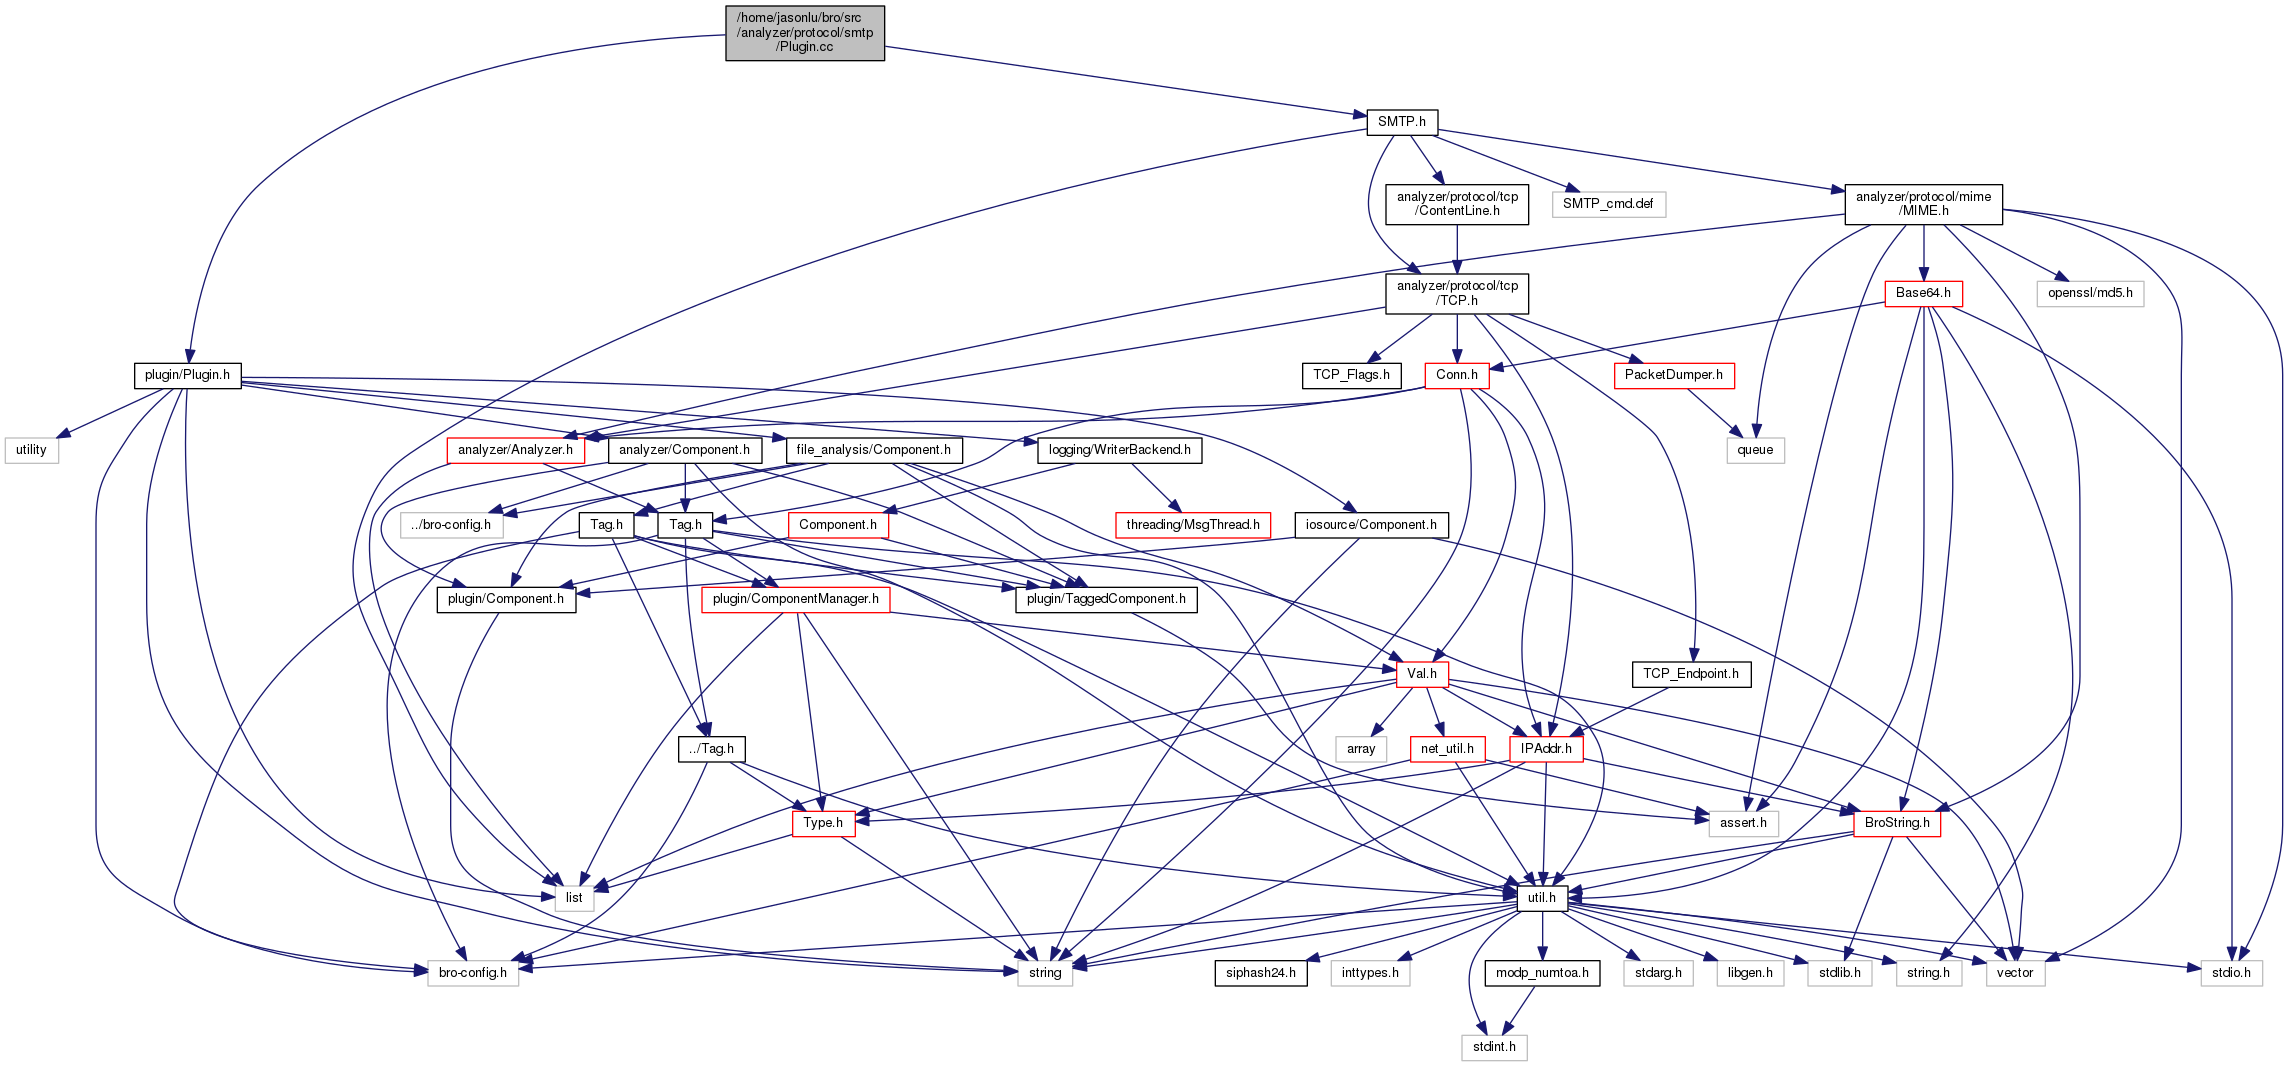 /home/jasonlu/bro/src
/analyzer/protocol/smtp
/Plugin.cc
SMTP.h
analyzer/protocol/tcp
/ContentLine.h
SMTP_cmd.def
analyzer/protocol/mime
/MIME.h
analyzer/protocol/tcp
/TCP.h
Base64.h
openssl/md5.h
plugin/Plugin.h
TCP_Flags.h
Conn.h
PacketDumper.h
utility
analyzer/Analyzer.h
analyzer/Component.h
file_analysis/Component.h
logging/WriterBackend.h
queue
../bro-config.h
Tag.h
Tag.h
Component.h
threading/MsgThread.h
iosource/Component.h
plugin/Component.h
plugin/ComponentManager.h
plugin/TaggedComponent.h
Val.h
TCP_Endpoint.h
../Tag.h
array
net_util.h
IPAddr.h
Type.h
assert.h
BroString.h
list
util.h
bro-config.h
string
siphash24.h
inttypes.h
modp_numtoa.h
stdarg.h
libgen.h
stdlib.h
string.h
vector
stdio.h
stdint.h